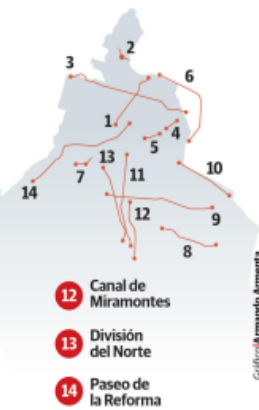 2
3
6
1
4
5
13
11
10
7
14
12
9
8
12 Canal de
Miramontes
13 División
del Norte
14 Paseo de
la Reforma
Gráfico:Armando Armenta